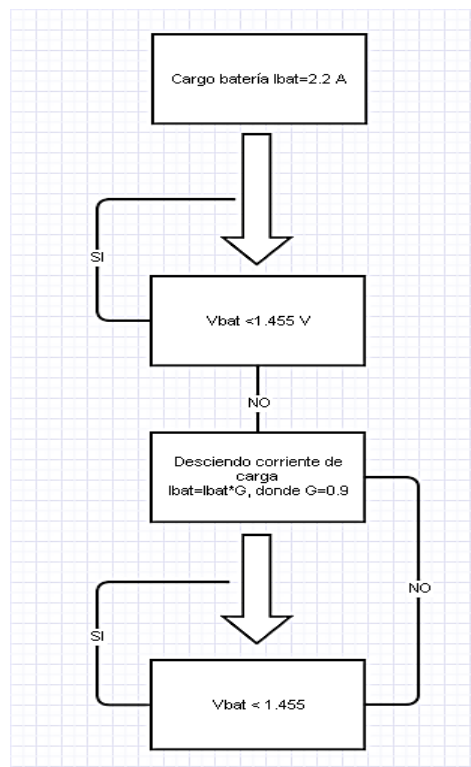 Cargo batería Ibat=2.2 A
SI
Vbat <1.455 V
NO
Desciendo corriente de
carga
Ibat=Ibat*G, donde G=0.9
NO
SI
Vbat < 1.455